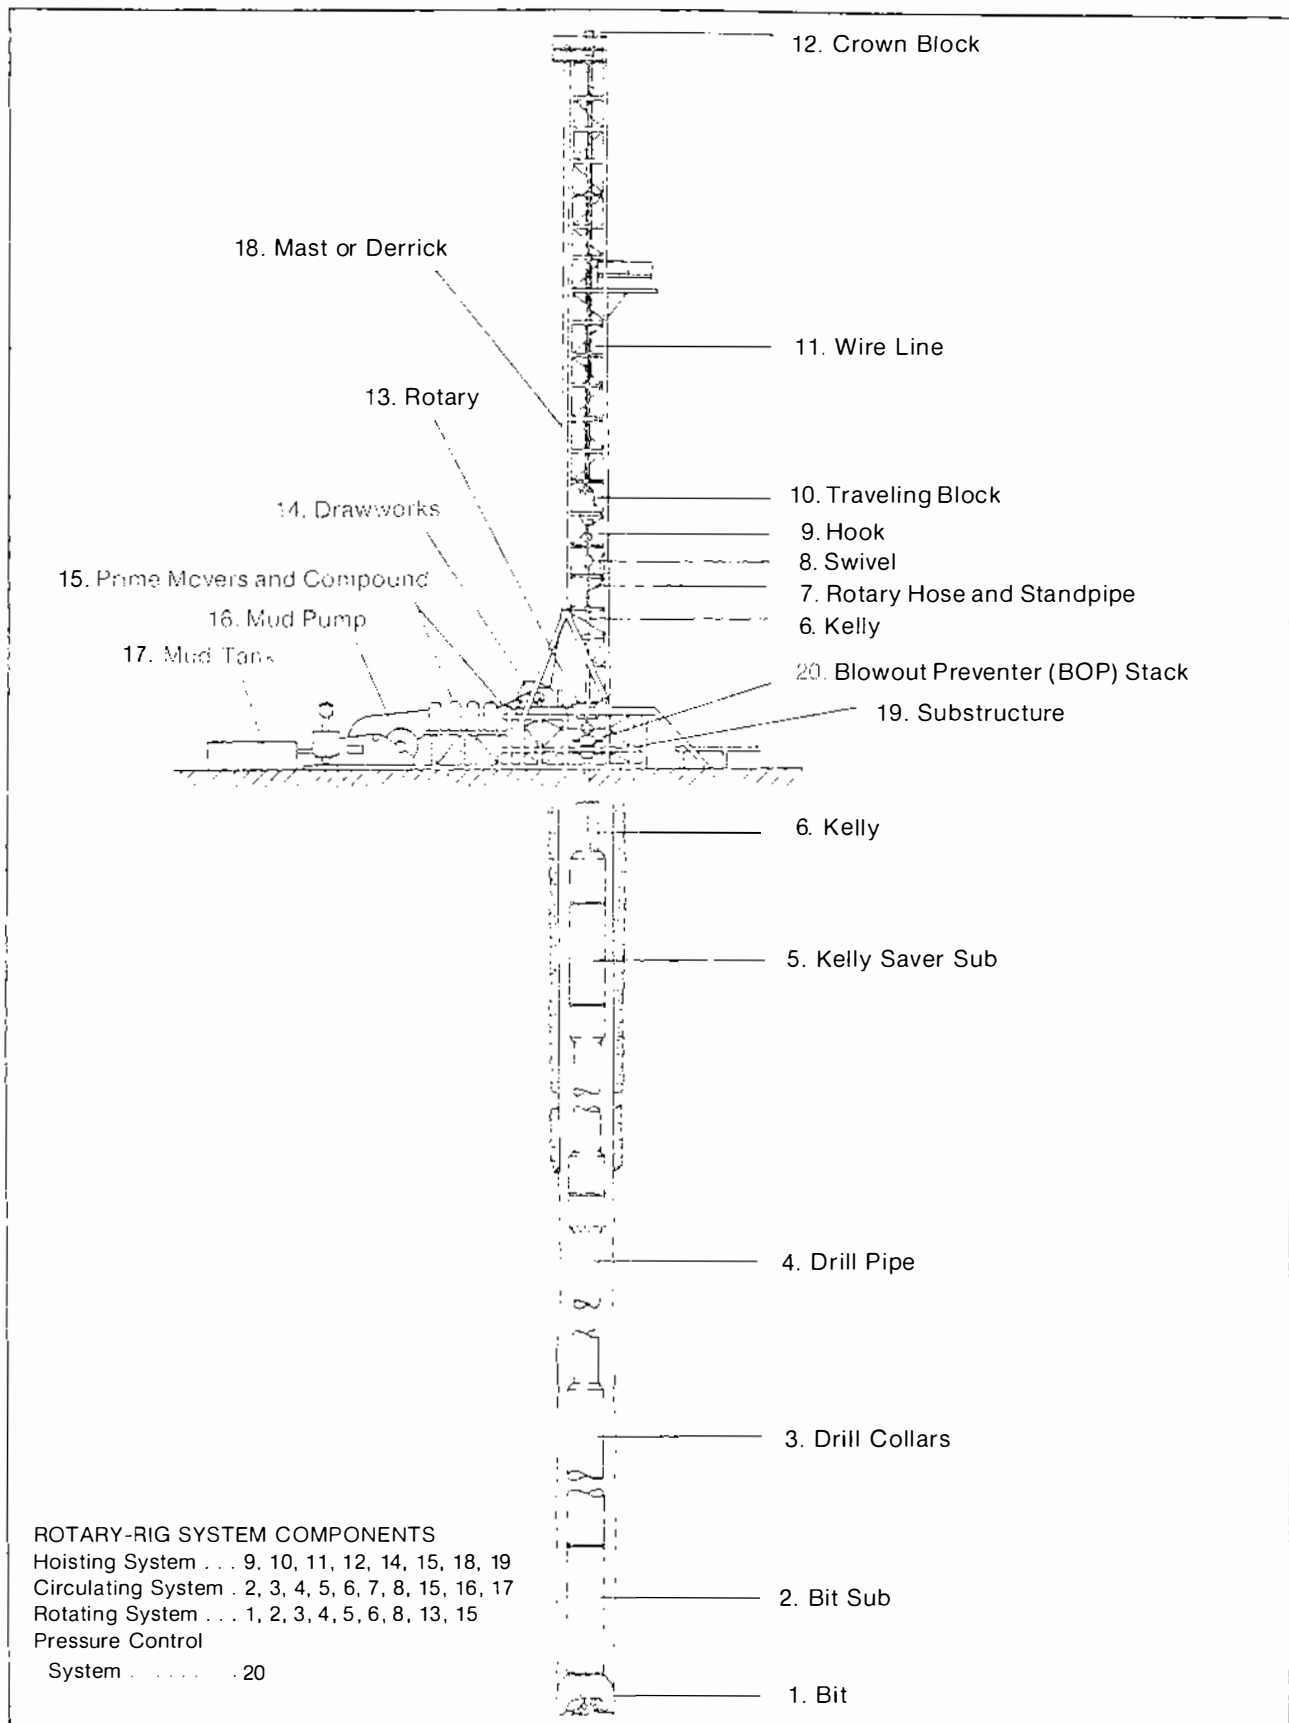 12. Crown Block
18. Mast or Derrick
11. Wire Line
13. Rotary
10. Traveling Block
14. Drawworks
9. Hook
8. Swivel
15. Prime Movers and Compound
7. Rotary Hose and Standpipe
16. Mud Pump
6. Kelly
17. Mud Tank
20. Blowout Preventer (BOP) Stack
19. Substructure
6. Kelly
5. Kelly Saver Sub
4. Drill Pipe
3. Drill Collars
ROTARY-RIG SYSTEM COMPONENTS
Hoisting System . . . 9, 10, 11, 12, 14, 15, 18, 19
Circulating System . 2, 3, 4, 5, 6, 7, 8, 15, 16, 17
Rotating System . . . 1, 2, 3, 4, 5, 6, 8, 13, 15
Pressure Control
System . . . . . . 20
2. Bit Sub
1. Bit